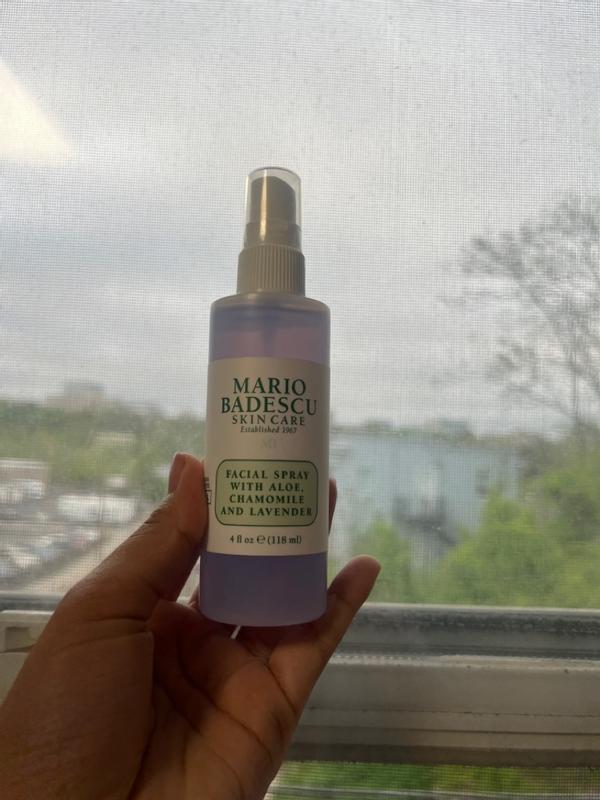 MARIO
BADESCU
SKIN CARE
Established 1967
FACIAL SPRAY
WITH ALOE,
CHAMOMILE
AND LAVENDER
4 fl oz ℮ (118 ml)